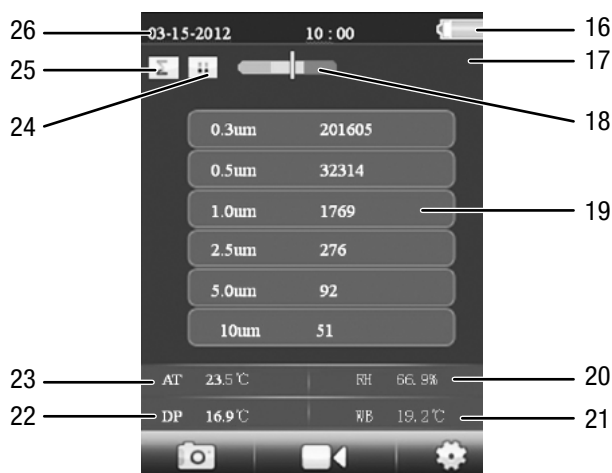 26 03-15-2012 10 : 00 16
25 Σ 17
24 18
0.3um 201605
0.5um 32314
1.0um 1769 19
2.5um 276
5.0um 92
10um 51
23 AT 23.5℃ RH 66.9% 20
22 DP 16.9℃ WB 19.2℃ 21